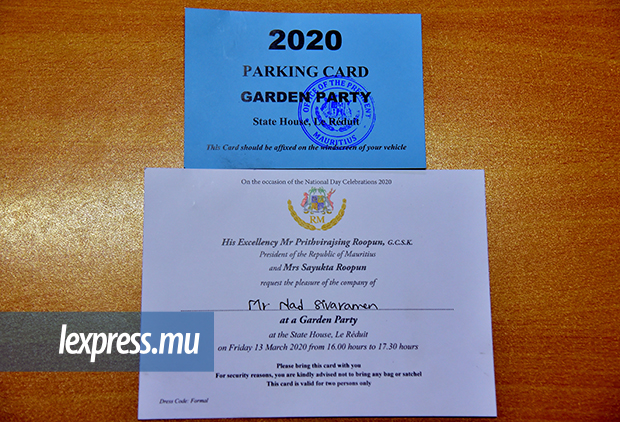 2020
PARKING CARD
GARDEN PARTY
State House, Le Réduit
This Card should be affixed on the windscreen of your vehicle
OFFICE OF THE PRESIDENT
MAURITIUS
On the occasion of the National Day Celebrations 2020
RM
His Excellency Mr Prithvirajsing Roopun, G.C.S.K.
President of the Republic of Mauritius
and Mrs Sayukta Roopun
request the pleasure of the company of
Mr Nad Sivaramen
at a Garden Party
at the State House, Le Réduit
on Friday 13 March 2020 from 16.00 hours to 17.30 hours
Please bring this card with you
For security reasons, you are kindly advised not to bring any bag or satchel
This card is valid for two persons only
Dress Code: Formal
lexpress.mu